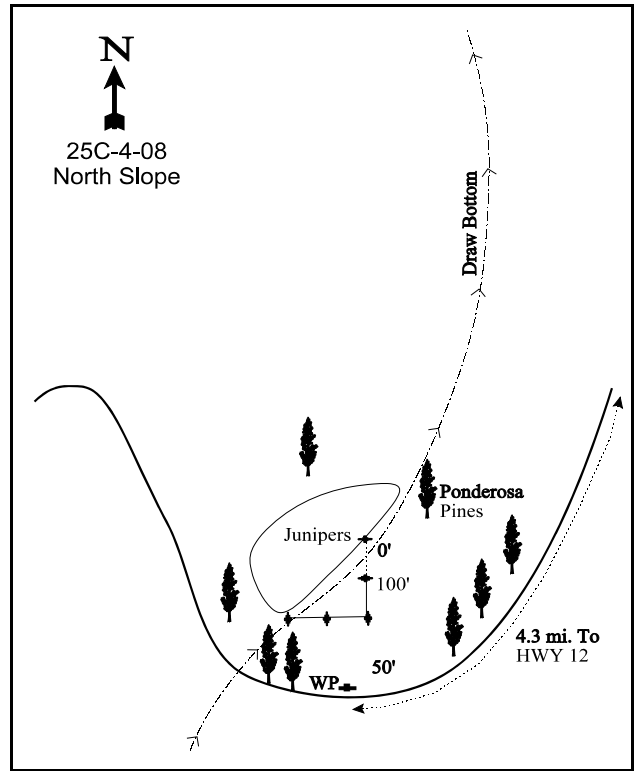 N
25C-4-08
North Slope
Draw Bottom
Ponderosa
Pines
Junipers
0'
100'
4.3 mi. To
HWY 12
50'
WP